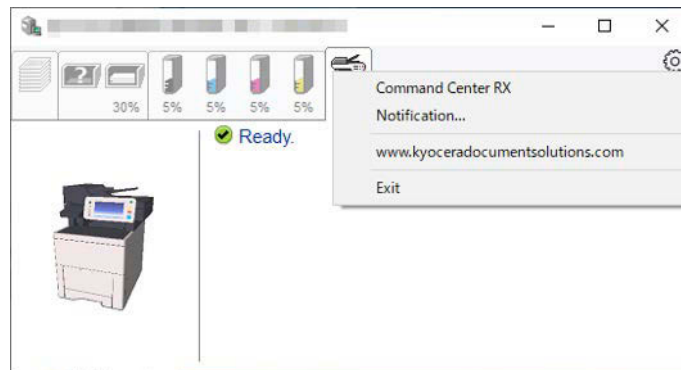 30% 5% 5% 5% 5%
Ready.
Command Center RX
Notification...
www.kyoceradocumentsolutions.com
Exit